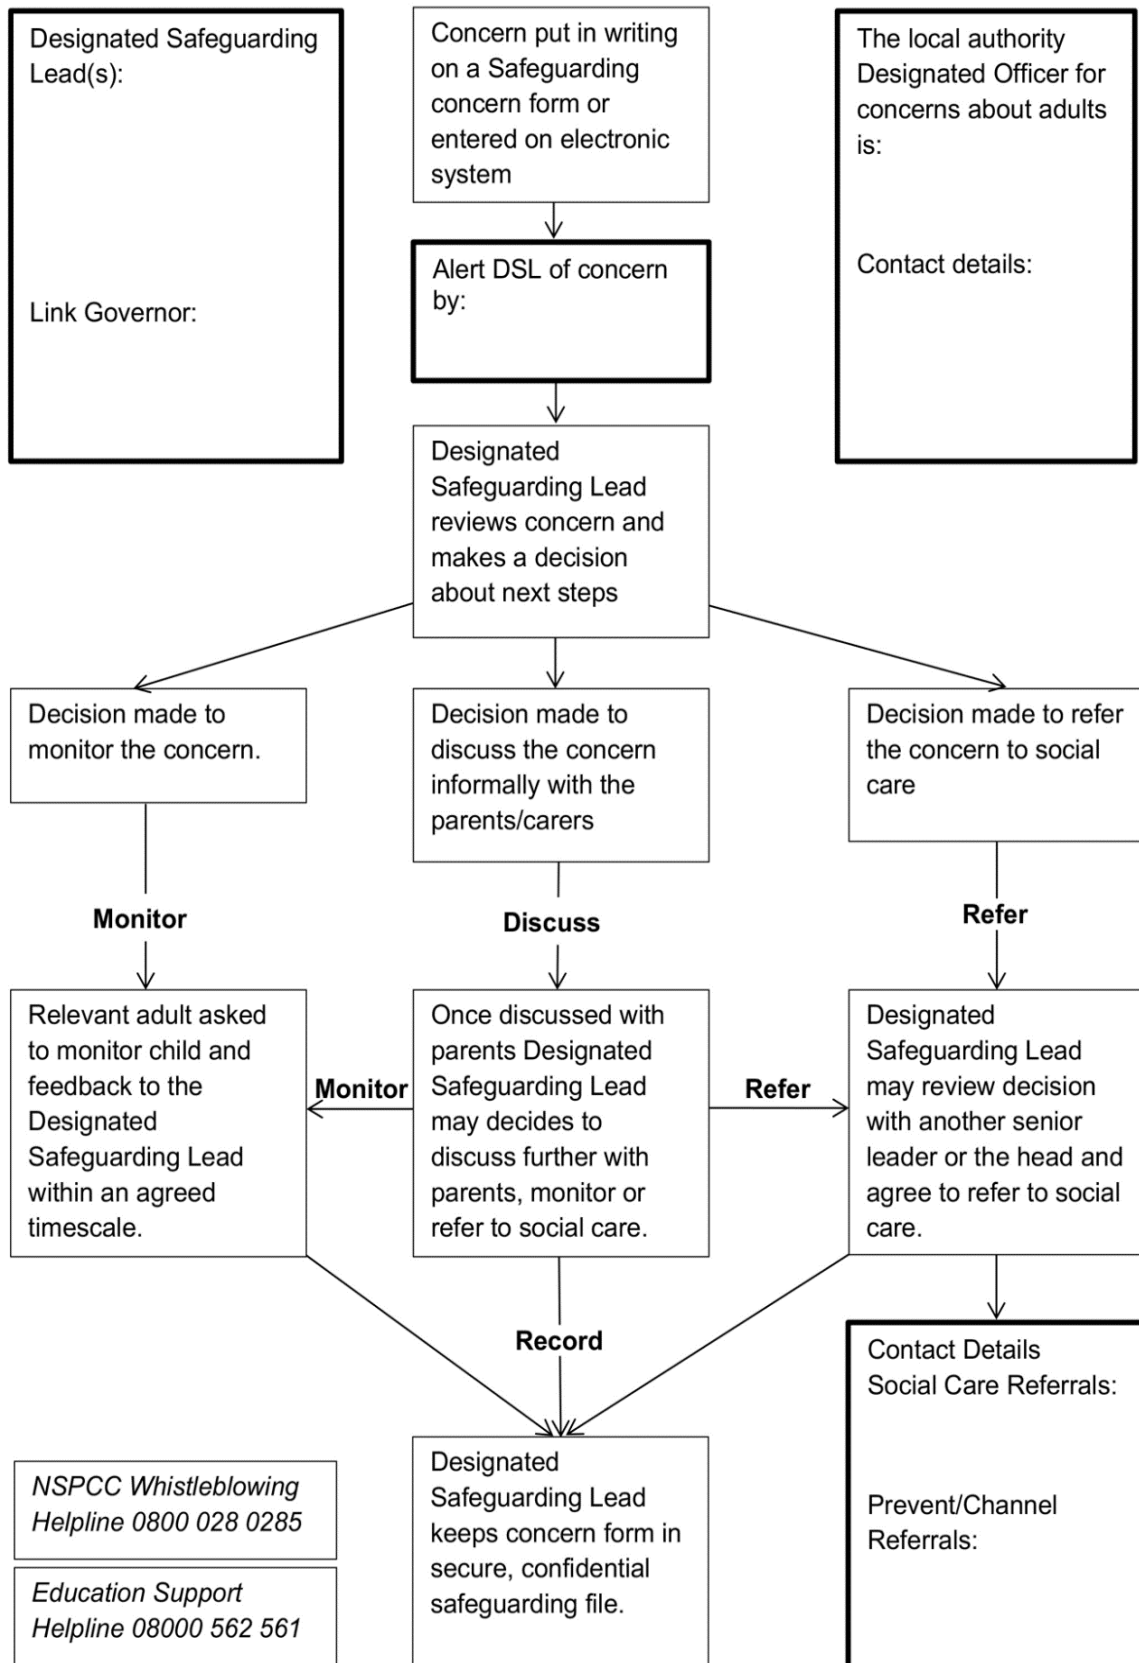 Designated Safeguarding
Lead(s):
Link Governor:
Concern put in writing
on a Safeguarding
concern form or
entered on electronic
system
The local authority
Designated Officer for
concerns about adults
is:
Contact details:
Alert DSL of concern
by:
Designated
Safeguarding Lead
reviews concern and
makes a decision
about next steps
Decision made to
monitor the concern.
Decision made to
discuss the concern
informally with the
parents/carers
Decision made to refer
the concern to social
care
Monitor
Discuss
Refer
Relevant adult asked
to monitor child and
feedback to the
Designated
Safeguarding Lead
within an agreed
timescale.
Monitor
Once discussed with
parents Designated
Safeguarding Lead
may decides to
discuss further with
parents, monitor or
refer to social care.
Refer
Designated
Safeguarding Lead
may review decision
with another senior
leader or the head and
agree to refer to social
care.
Record
Contact Details
Social Care Referrals:
Prevent/Channel
Referrals:
Designated
Safeguarding Lead
keeps concern form in
secure, confidential
safeguarding file.
NSPCC Whistleblowing
Helpline 0800 028 0285
Education Support
Helpline 08000 562 561